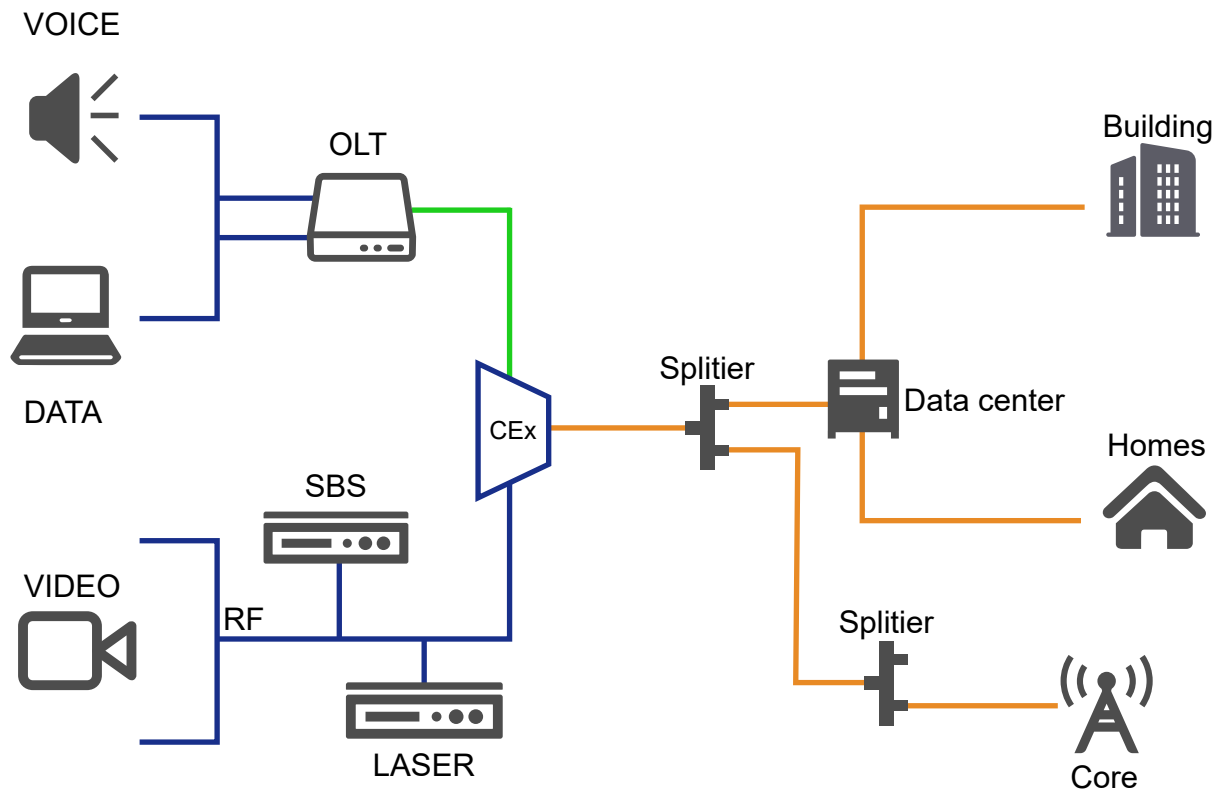 VOICE
OLT
Building
DATA
Splitier
CEx
Data center
Homes
SBS
VIDEO
RF
Splitier
LASER
Core